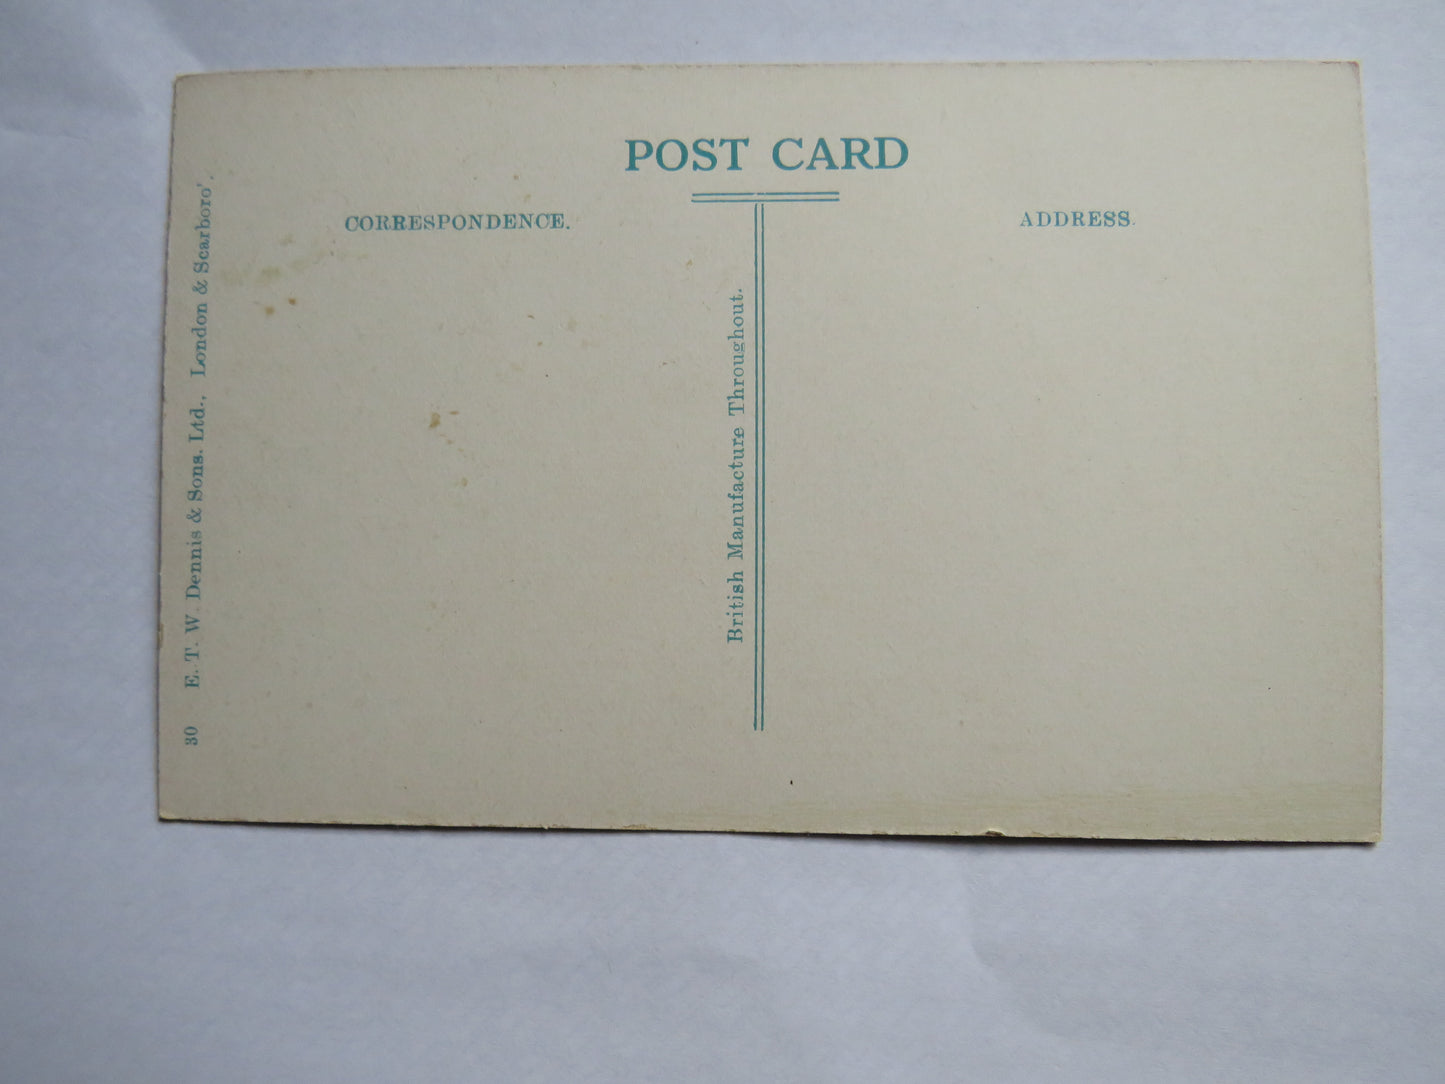 POST CARD
CORRESPONDENCE.
ADDRESS.
British Manufacture Throughout.
30 E. T. W. Dennis & Sons. Ltd., London & Scarboro'.